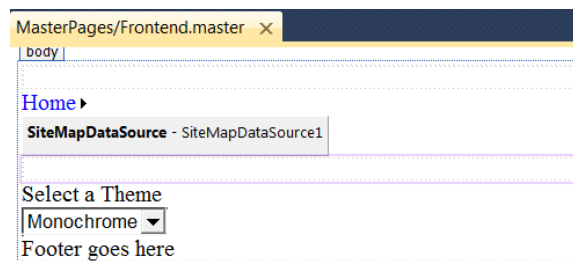 MasterPages/Frontend.master ×
body
Home
SiteMapDataSource - SiteMapDataSource1
Select a Theme
Monochrome
Footer goes here